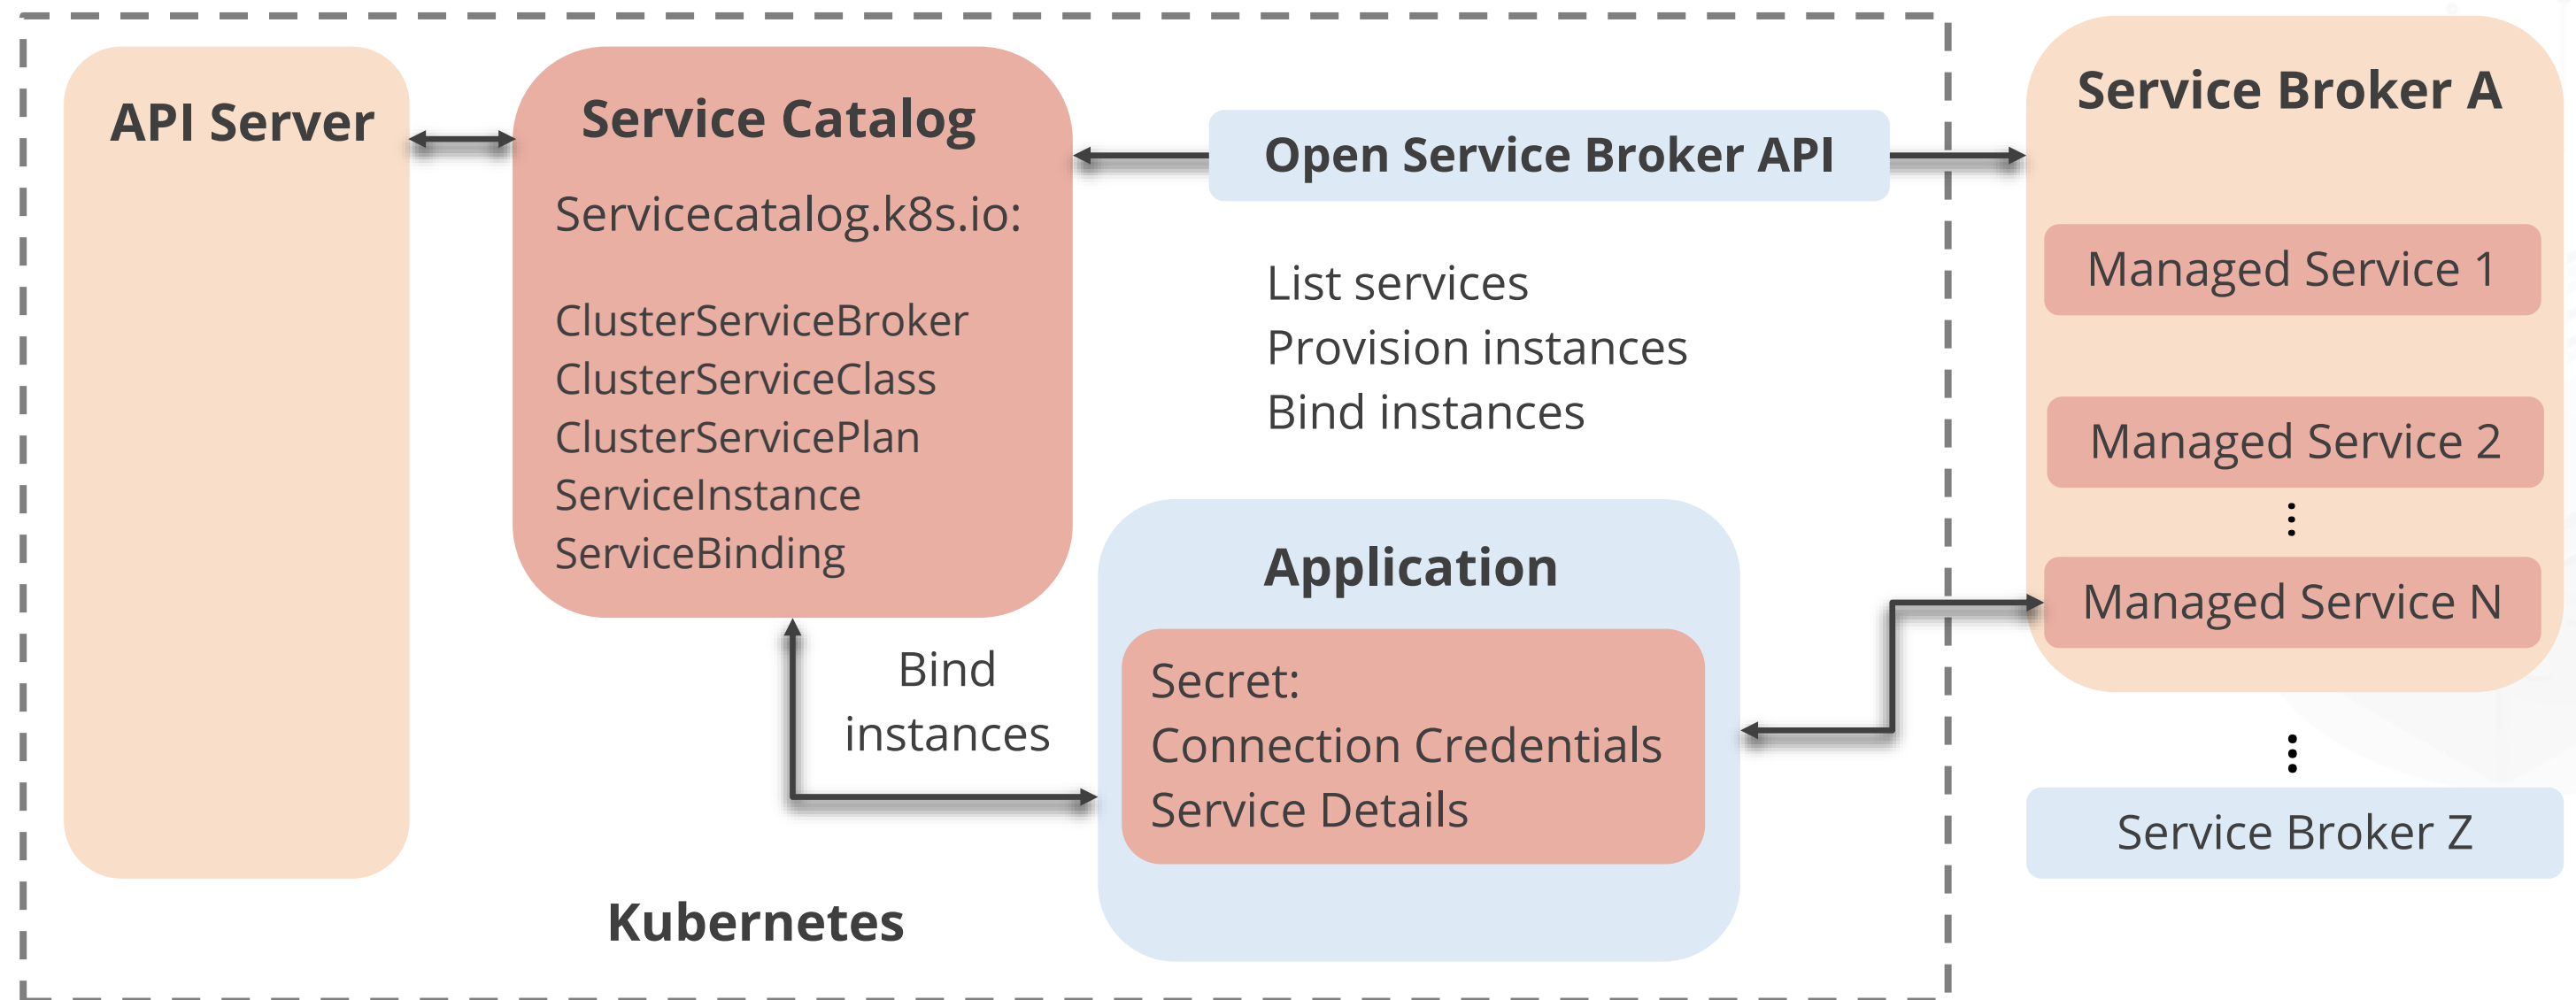 API Server
Service Catalog
Servicecatalog.k8s.io:
ClusterServiceBroker
ClusterServiceClass
ClusterServicePlan
ServiceInstance
ServiceBinding
Open Service Broker API
List services
Provision instances
Bind instances
Service Broker A
Managed Service 1
Managed Service 2
Managed Service N
Service Broker Z
Bind
instances
Application
Secret:
Connection Credentials
Service Details
Kubernetes